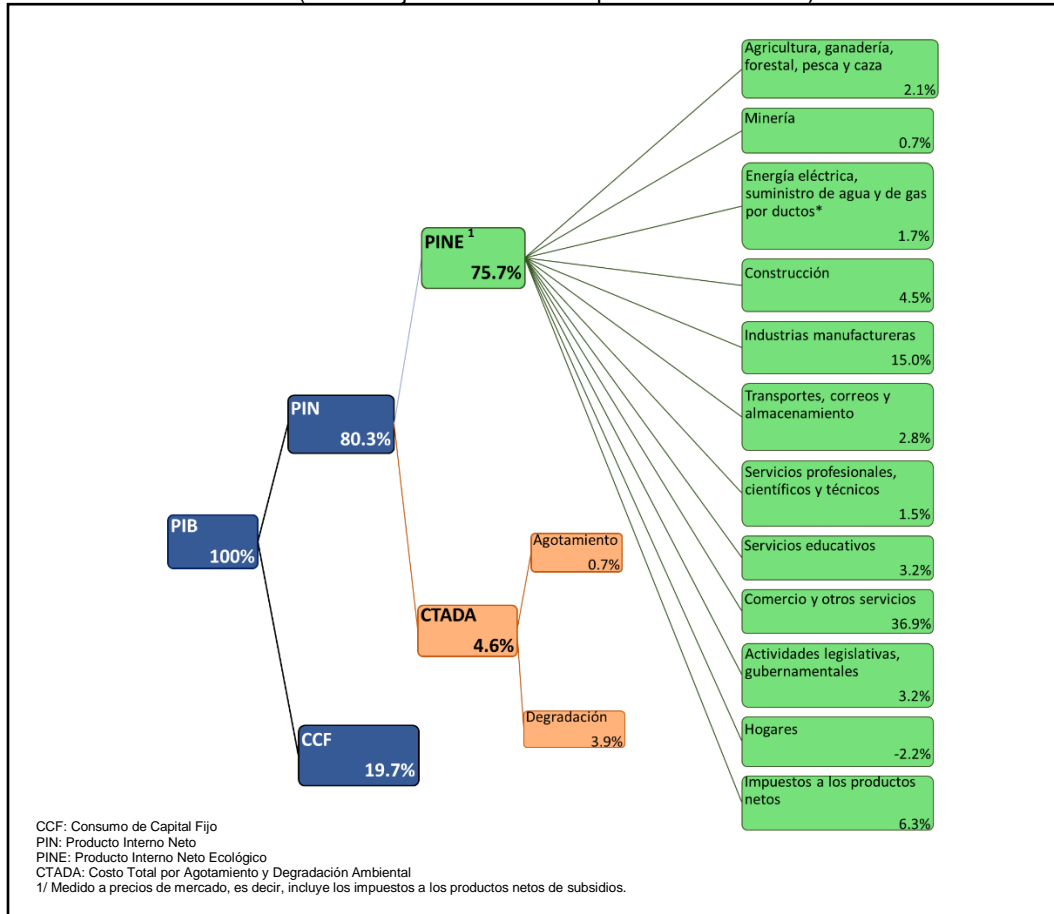 Agricultura, ganadería,
forestal, pesca y caza
2.1%
Minería
0.7%
Energía eléctrica,
suministro de agua y de gas
por ductos*
1.7%
PINE 1
75.7%
Construcción
4.5%
Industrias manufactureras
15.0%
Transportes, correos y
almacenamiento
2.8%
PIN
80.3%
Servicios profesionales,
científicos y técnicos
1.5%
PIB
100%
Agotamiento
0.7%
Servicios educativos
3.2%
Comercio y otros servicios
36.9%
CTADA
4.6%
Actividades legislativas,
gubernamentales
3.2%
Degradación
3.9%
Hogares
-2.2%
CCF
19.7%
Impuestos a los productos
netos
6.3%
CCF: Consumo de Capital Fijo
PIN: Producto Interno Neto
PINE: Producto Interno Neto Ecológico
CTADA: Costo Total por Agotamiento y Degradación Ambiental
1/ Medido a precios de mercado, es decir, incluye los impuestos a los productos netos de subsidios.